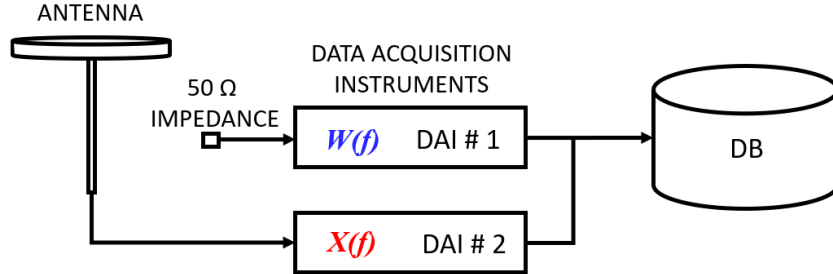 ANTENNA
DATA ACQUISITION
INSTRUMENTS
50 Ω
IMPEDANCE
W(f) DAI # 1
DB
X(f) DAI # 2